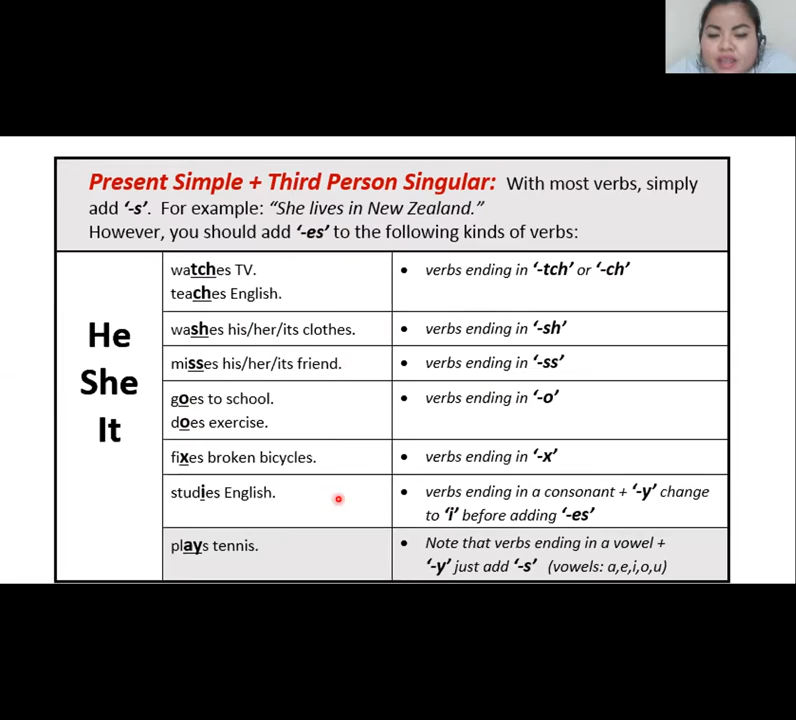 Present Simple + Third Person Singular: With most verbs, simply
add ‘-s’. For example: “She lives in New Zealand.”
However, you should add ‘-es’ to the following kinds of verbs:
He
She
It
watches TV.
teaches English.
• verbs ending in ‘-tch’ or ‘-ch’
washes his/her/its clothes.
• verbs ending in ‘-sh’
misses his/her/its friend.
• verbs ending in ‘-ss’
goes to school.
does exercise.
• verbs ending in ‘-o’
fixes broken bicycles.
• verbs ending in ‘-x’
studies English.
• verbs ending in a consonant + ‘-y’ change
to ‘i’ before adding ‘-es’
plays tennis.
• Note that verbs ending in a vowel +
‘-y’ just add ‘-s’ (vowels: a,e,i,o,u)